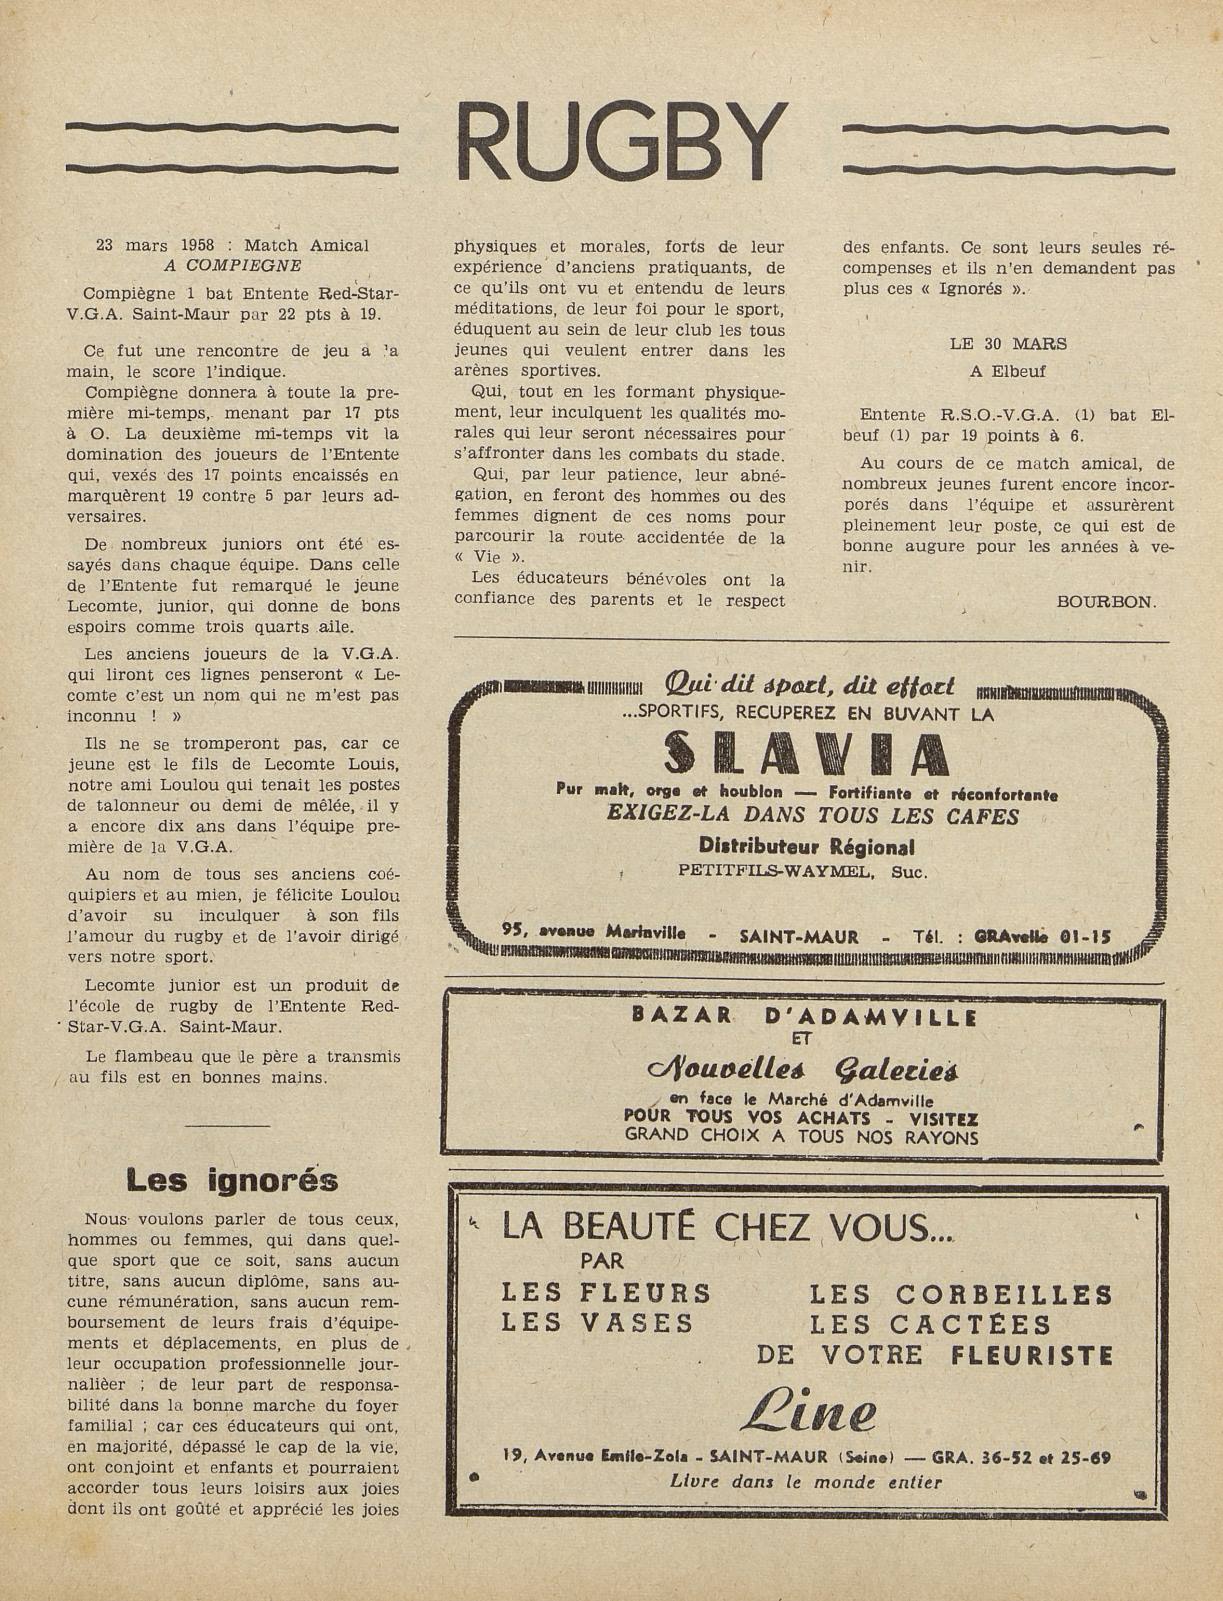 RUGBY
23 mars 1958 : Match Amical
A COMPIEGNE
Compiègne 1 bat Entente Red-Star-
V.G.A. Saint-Maur par 22 pts à 19.
Ce fut une rencontre de jeu à 'a
main, le score l'indique.
Compiègne donnera à toute la pre-
mière mi-temps, menant par 17 pts
à O. La deuxième mi-temps vit la
domination des joueurs de l'Entente
qui, vexés des 17 points encaissés en
marquèrent 19 contre 5 par leurs ad-
versaires.
De nombreux juniors ont été es-
sayés dans chaque équipe. Dans celle
de l'Entente fut remarqué le jeune
Lecomte, junior, qui donne de bons
espoirs comme trois quarts aile.
Les anciens joueurs de la V.G.A.
qui liront ces lignes penseront « Le-
comte c'est un nom qui ne m'est pas
inconnu ! »
Ils ne se tromperont pas, car ce
jeune est le fils de Lecomte Louis,
notre ami Loulou qui tenait les postes
de talonneur ou demi de mêlée, il y
a encore dix ans dans l'équipe pre-
mière de la V.G.A.
Au nom de tous ses anciens coé-
quipiers et au mien, je félicite Loulou
d'avoir su inculquer à son fils
l'amour du rugby et de l'avoir dirigé
vers notre sport.
Lecomte junior est un produit de
l'école de rugby de l'Entente Red-
Star-V.G.A. Saint-Maur.
Le flambeau que le père a transmis
au fils est en bonnes mains.
Les ignorés
Nous voulons parler de tous ceux,
hommes ou femmes, qui dans quel-
que sport que ce soit, sans aucun
titre, sans aucun diplôme, sans au-
cune rémunération, sans aucun rem-
boursement de leurs frais d'équipe-
ments et déplacements, en plus de
leur occupation professionnelle jour-
nalièer ; de leur part de responsa-
bilité dans la bonne marche du foyer
familial ; car ces éducateurs qui ont,
en majorité, dépassé le cap de la vie,
ont conjoint et enfants et pourraient
accorder tous leurs loisirs aux joies
dont ils ont goûté et apprécié les joies
physiques et morales, forts de leur
expérience d'anciens pratiquants, de
ce qu'ils ont vu et entendu de leurs
méditations, de leur foi pour le sport,
éduquent au sein de leur club les tous
jeunes qui veulent entrer dans les
arènes sportives.
Qui, tout en les formant physique-
ment, leur inculquent les qualités mo-
rales qui leur seront nécessaires pour
s'affronter dans les combats du stade.
Qui, par leur patience, leur abné-
gation, en feront des hommes ou des
femmes dignent de ces noms pour
parcourir la route accidentée de la
« Vie ».
Les éducateurs bénévoles ont la
confiance des parents et le respect
des enfants. Ce sont leurs seules ré-
compenses et ils n'en demandent pas
plus ces « Ignorés ».
LE 30 MARS
A Elbeuf
Entente R.S.O.-V.G.A. (1) bat El-
beuf (1) par 19 points à 6.
Au cours de ce match amical, de
nombreux jeunes furent encore incor-
porés dans l'équipe et assurèrent
pleinement leur poste, ce qui est de
bonne augure pour les années à ve-
nir.
BOURBON.
Qui dit sport, dit effort
...SPORTIFS, RECUPEREZ EN BUVANT LA
SLAVIA
Pur malt, orge et houblon — Fortifiante et réconfortante
EXIGEZ-LA DANS TOUS LES CAFES
Distributeur Régional
PETITFILS-WAYMEL, Suc.
95, avenue Marinville - SAINT-MAUR - Tél. : GRAvelle 01-15
BAZAR D'ADAMVILLE
ET
Nouvelles Galeries
en face le Marché d'Adamville
POUR TOUS VOS ACHATS - VISITEZ
GRAND CHOIX A TOUS NOS RAYONS
LA BEAUTÉ CHEZ VOUS...
PAR
LES FLEURS LES CORBEILLES
LES VASES LES CACTÉES
DE VOTRE FLEURISTE
Line
19, Avenue Emile-Zola - SAINT-MAUR (Seine) — GRA. 36-52 et 25-69
Livre dans le monde entier